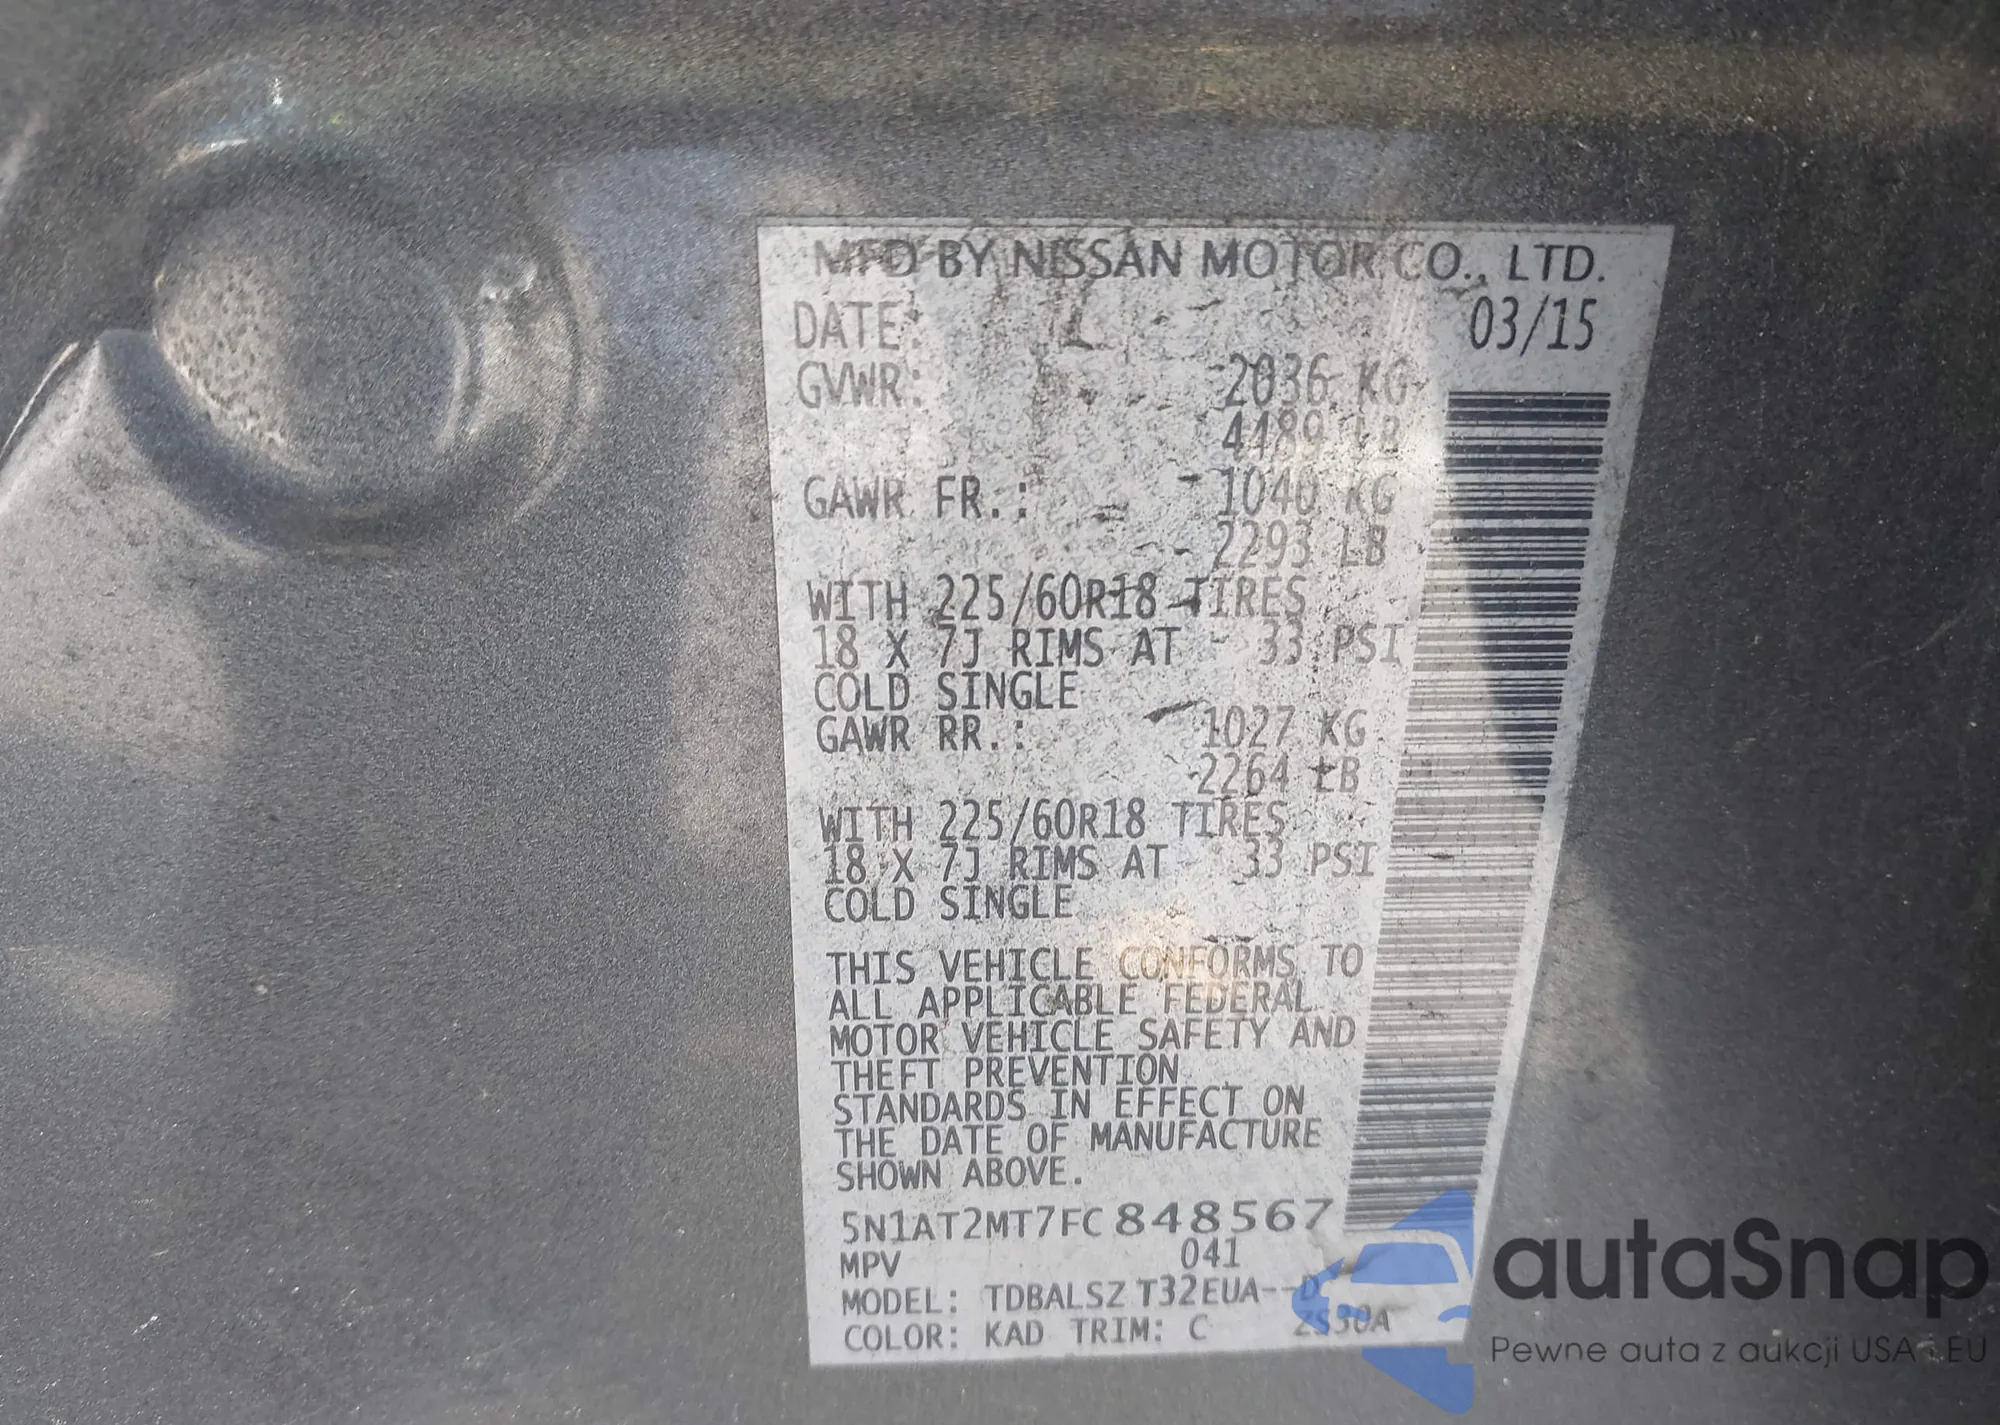 MFD BY NISSAN MOTOR CO., LTD.
DATE: 03/15
GVWR: 2036 KG
4489 LB
GAWR FR.: 1040 KG
2293 LB
WITH 225/60R18 TIRES
18 X 7J RIMS AT 33 PSI
COLD SINGLE
GAWR RR.: 1027 KG
2264 LB
WITH 225/60R18 TIRES
18 X 7J RIMS AT 33 PSI
COLD SINGLE
THIS VEHICLE CONFORMS TO
ALL APPLICABLE FEDERAL
MOTOR VEHICLE SAFETY AND
THEFT PREVENTION
STANDARDS IN EFFECT ON
THE DATE OF MANUFACTURE
SHOWN ABOVE.
5N1AT2MT7FC848567
MPV 041
MODEL: TDBALSZ T32EUA--D
COLOR: KAD TRIM: C ZS30A
autaSnap
Pewne auta z aukcji USA i EU